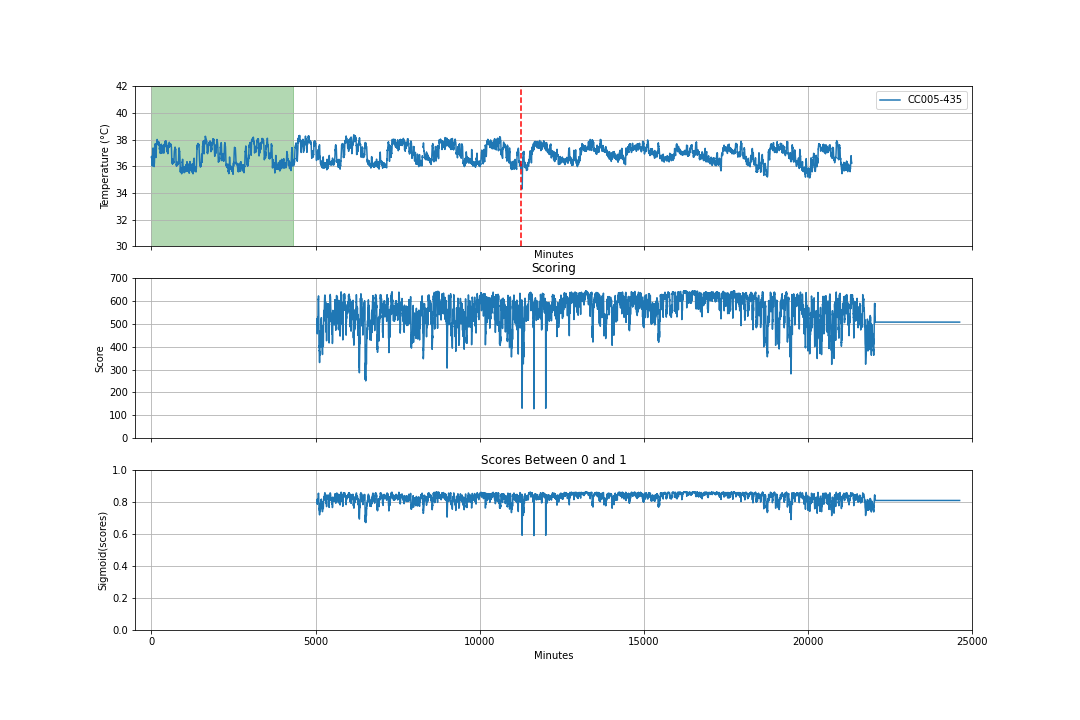 42
40
38
36
34
32
30
Temperature (°C)
CC005-435
Minutes
Scoring
700
600
500
400
300
200
100
0
Score
Scores Between 0 and 1
1.0
0.8
0.6
0.4
0.2
0.0
Sigmoid(scores)
0 5000 10000 15000 20000 25000
Minutes